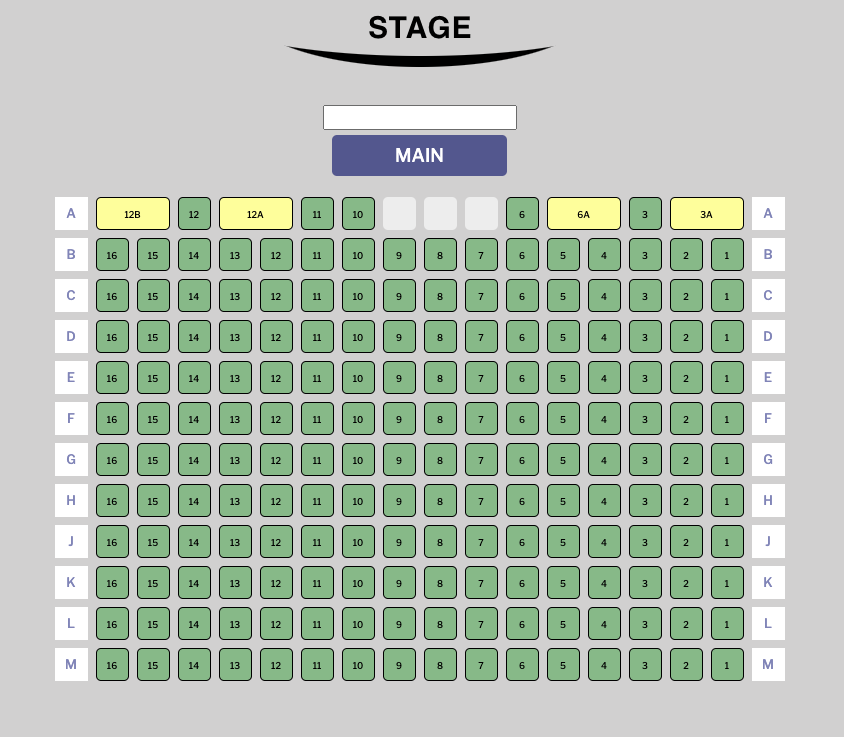 STAGE
MAIN
A 12B 12 12A 11 10 6 6A 3 3A A
B 16 15 14 13 12 11 10 9 8 7 6 5 4 3 2 1 B
C 16 15 14 13 12 11 10 9 8 7 6 5 4 3 2 1 C
D 16 15 14 13 12 11 10 9 8 7 6 5 4 3 2 1 D
E 16 15 14 13 12 11 10 9 8 7 6 5 4 3 2 1 E
F 16 15 14 13 12 11 10 9 8 7 6 5 4 3 2 1 F
G 16 15 14 13 12 11 10 9 8 7 6 5 4 3 2 1 G
H 16 15 14 13 12 11 10 9 8 7 6 5 4 3 2 1 H
J 16 15 14 13 12 11 10 9 8 7 6 5 4 3 2 1 J
K 16 15 14 13 12 11 10 9 8 7 6 5 4 3 2 1 K
L 16 15 14 13 12 11 10 9 8 7 6 5 4 3 2 1 L
M 16 15 14 13 12 11 10 9 8 7 6 5 4 3 2 1 M